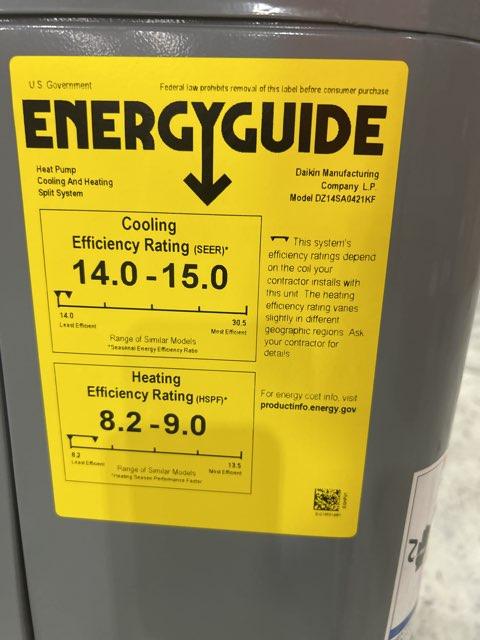 U.S. Government
Federal law prohibits removal of this label before consumer purchase
ENERGYGUIDE
Heat Pump
Cooling And Heating
Split System
Daikin Manufacturing
Company L.P.
Model DZ14SA0421KF
Cooling
Efficiency Rating (SEER)*
14.0 - 15.0
14.0
30.5
Least Efficient
Most Efficient
Range of Similar Models
*Seasonal Energy Efficiency Ratio
This system's
efficiency ratings depend
on the coil your
contractor installs with
this unit. The heating
efficiency rating varies
slightly in different
geographic regions. Ask
your contractor for
details.
Heating
Efficiency Rating (HSPF)*
8.2 - 9.0
8.2
13.5
Least Efficient
Most Efficient
Range of Similar Models
*Heating Season Performance Factor
For energy cost info, visit
productinfo.energy.gov